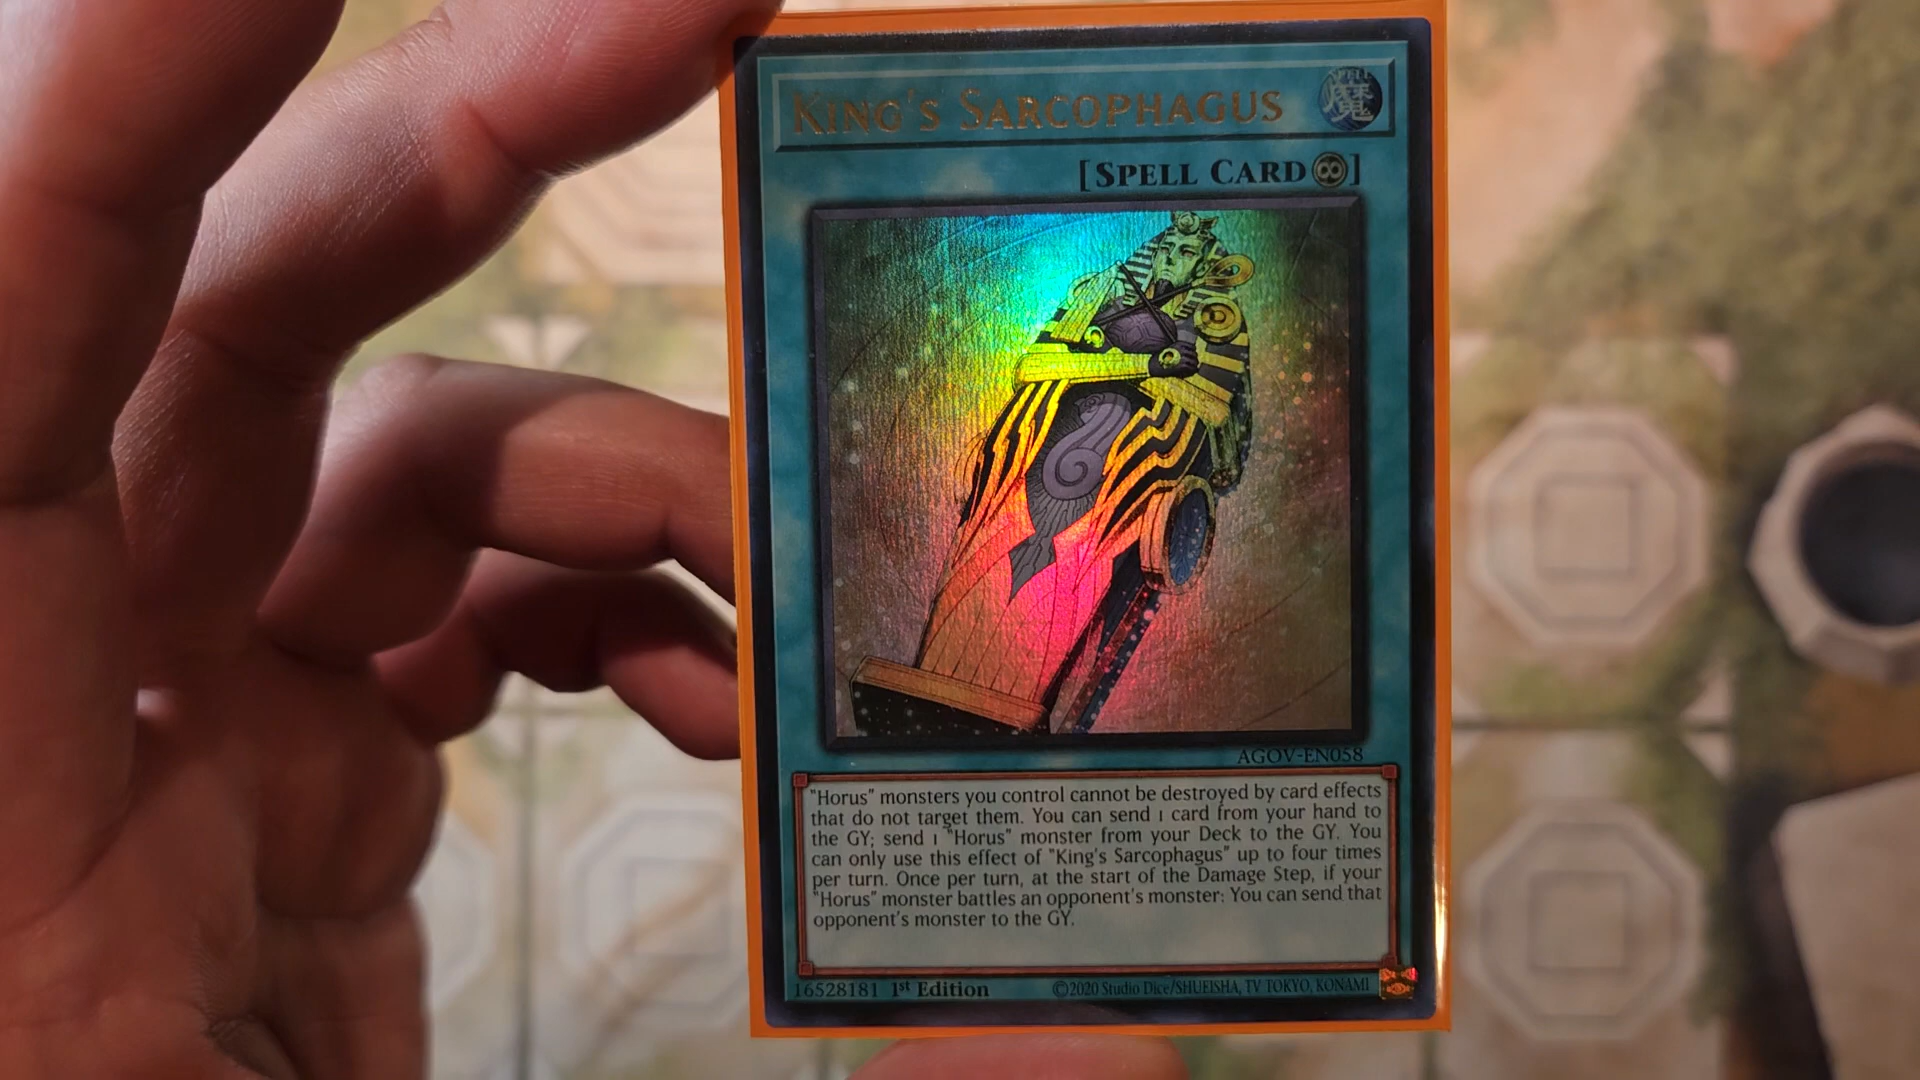 KING'S SARCOPHAGUS
SPELL
魔
[SPELL CARD∞]
AGOV-EN058
"Horus" monsters you control cannot be destroyed by card effects
that do not target them. You can send 1 card from your hand to
the GY; send 1 "Horus" monster from your Deck to the GY. You
can only use this effect of "King's Sarcophagus" up to four times
per turn. Once per turn, at the start of the Damage Step, if your
"Horus" monster battles an opponent's monster: You can send that
opponent's monster to the GY.
16528181 1st Edition ©2020 Studio Dice/SHUEISHA, TV TOKYO, KONAMI